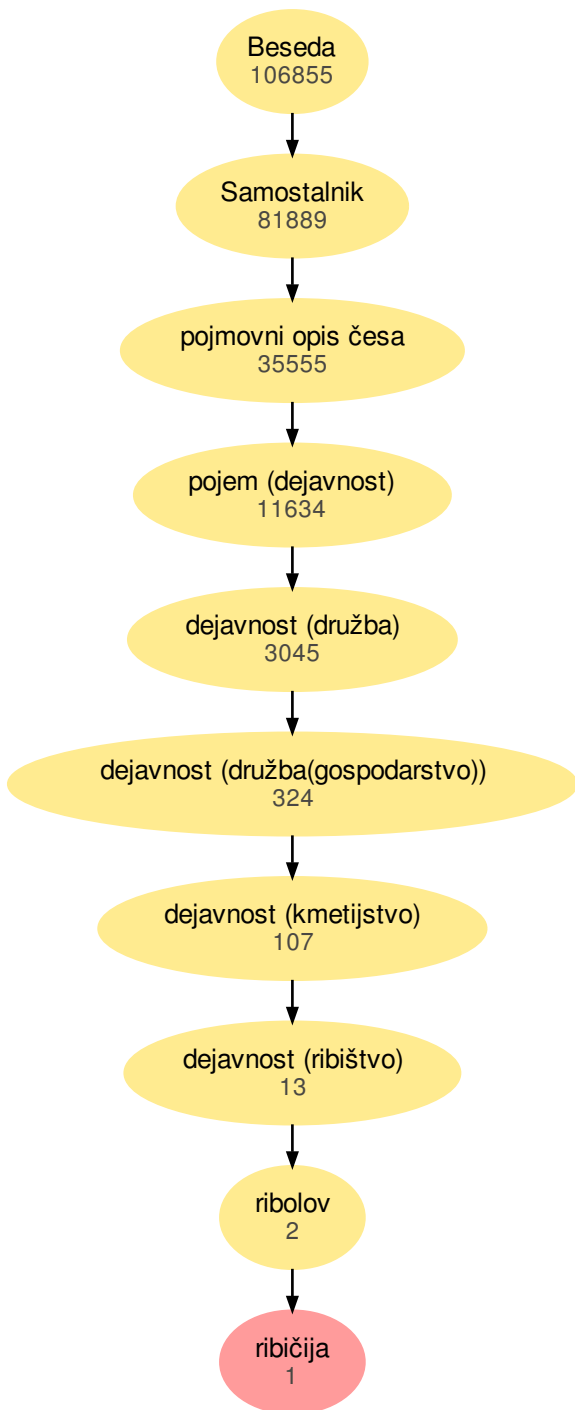 Beseda
106855
Samostalnik
81889
pojmovni opis česa
35555
pojem (dejavnost)
11634
dejavnost (družba)
3045
dejavnost (družba(gospodarstvo))
324
dejavnost (kmetijstvo)
107
dejavnost (ribištvo)
13
ribolov
2
ribičija
1